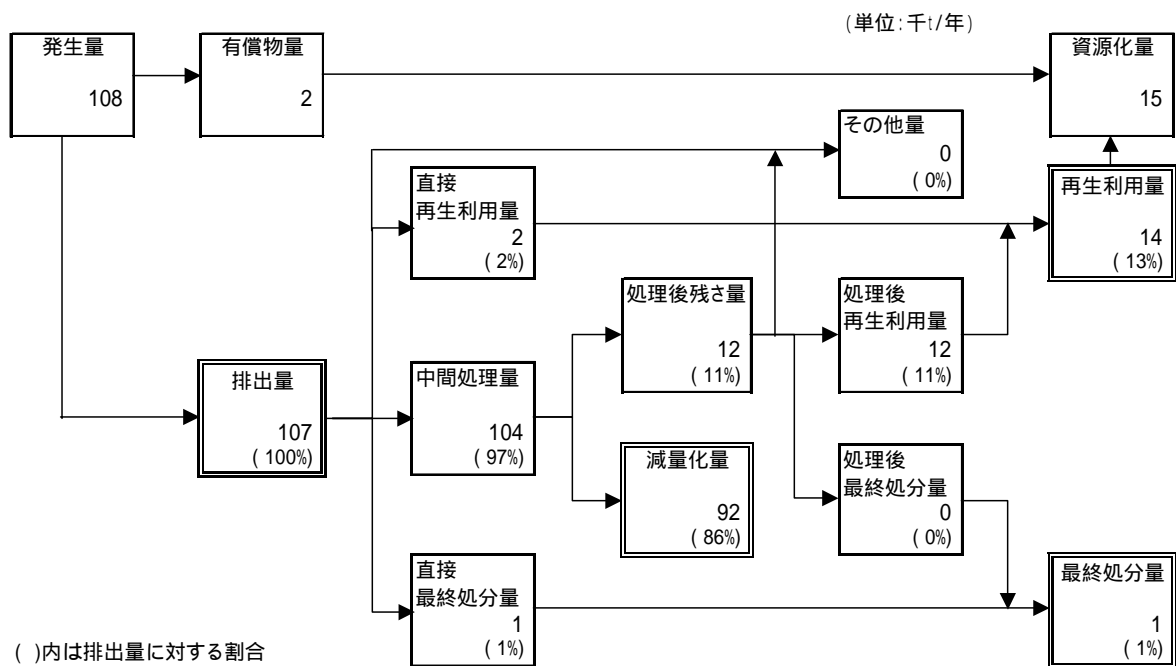 (単位:千t/年)
発生量
108
有償物量
2
資源化量
15
その他量
0
( 0%)
直接
再生利用量
2
( 2%)
再生利用量
14
( 13%)
処理後残さ量
12
( 11%)
処理後
再生利用量
12
( 11%)
排出量
107
( 100%)
中間処理量
104
( 97%)
減量化量
92
( 86%)
処理後
最終処分量
0
( 0%)
直接
最終処分量
1
( 1%)
最終処分量
1
( 1%)
( )内は排出量に対する割合